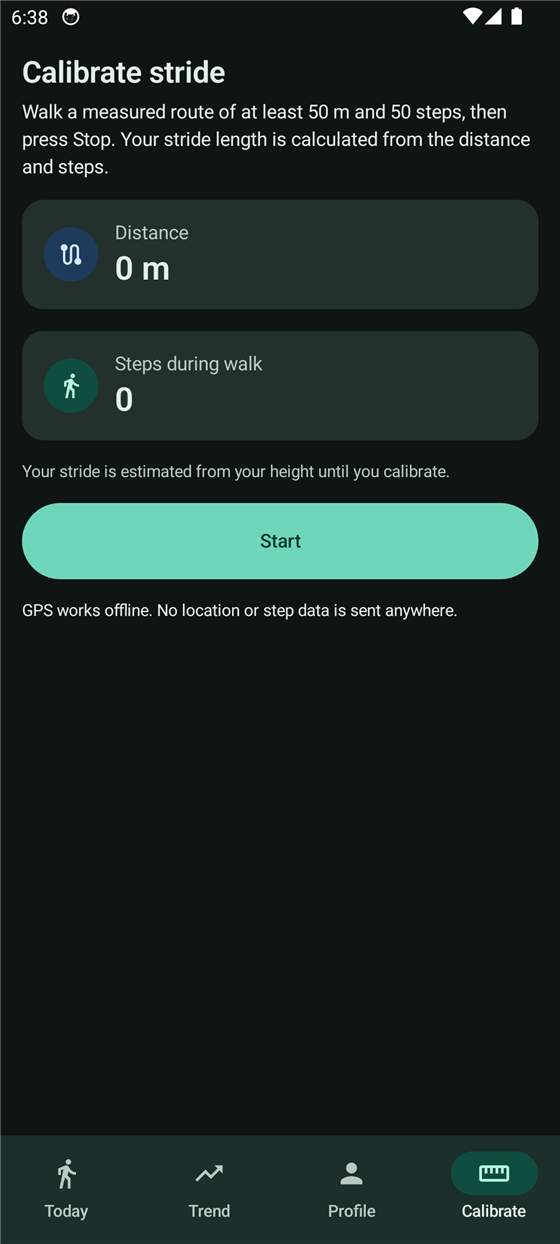 6:38
Calibrate stride
Walk a measured route of at least 50 m and 50 steps, then
press Stop. Your stride length is calculated from the distance
and steps.
Distance
0 m
Steps during walk
0
Your stride is estimated from your height until you calibrate.
Start
GPS works offline. No location or step data is sent anywhere.
Today
Trend
Profile
Calibrate